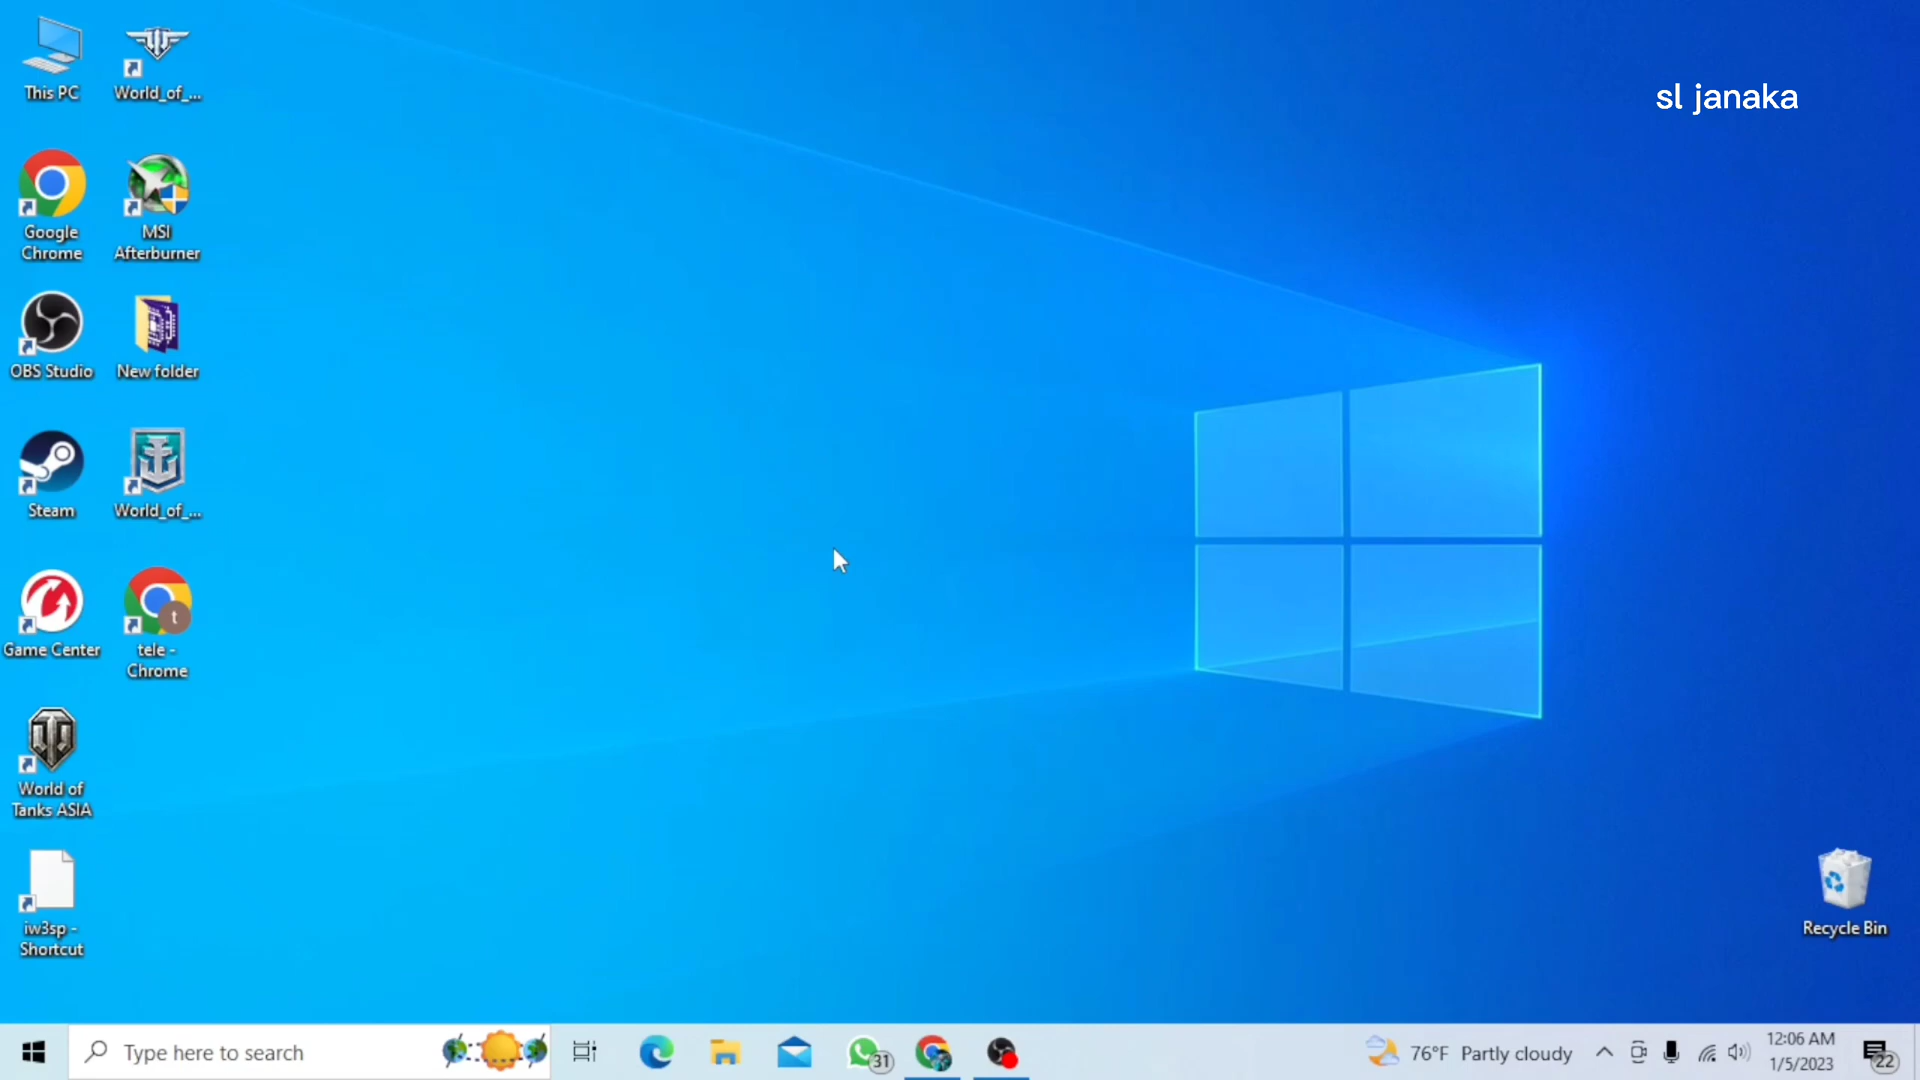 sl janaka
This PC
World_of_...
Google
Chrome
MSI
Afterburner
OBS Studio
New folder
Steam
World_of_...
Game Center
tele -
Chrome
t
World of
Tanks ASIA
iw3sp -
Shortcut
Recycle Bin
Type here to search
31
76°F Partly cloudy
12:06 AM
1/5/2023
22